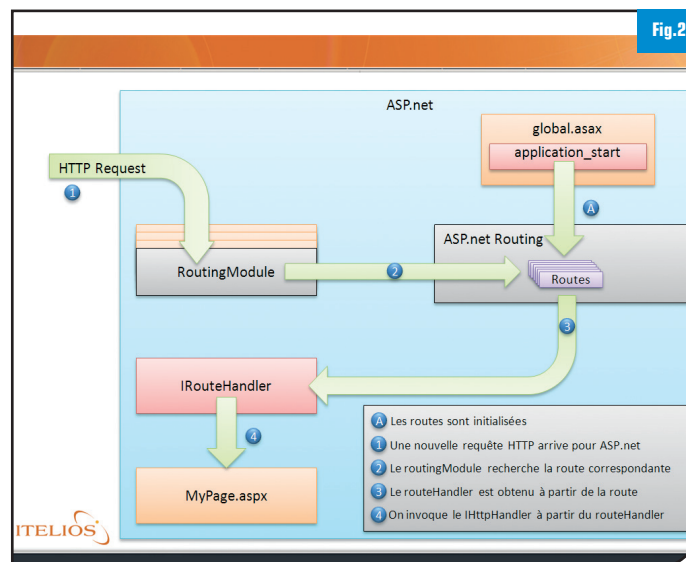 Fig.2
ASP.net
global.asax
application_start
HTTP Request
1
A
ASP.net Routing
RoutingModule
2
Routes
3
IRouteHandler
4
MyPage.aspx
A Les routes sont initialisées
1 Une nouvelle requête HTTP arrive pour ASP.net
2 Le routingModule recherche la route correspondante
3 Le routeHandler est obtenu à partir de la route
4 On invoque le IHttpHandler à partir du routeHandler
ITELIOS